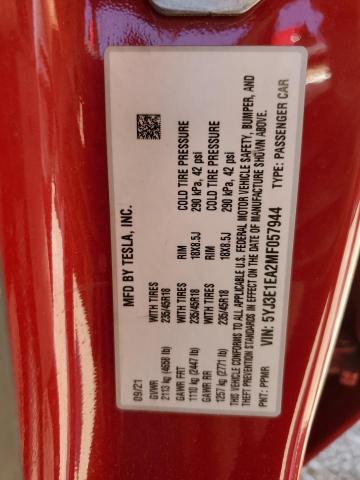 MFD BY TESLA, INC.
09/21
GVWR
2113 kg (4658 lb)
GAWR FRT
1110 kg (2447 lb)
WITH TIRES
235/45R18
RIM
18X8.5J
COLD TIRE PRESSURE
290 kPa, 42 psi
GAWR RR
1257 kg (2771 lb)
WITH TIRES
235/45R18
RIM
18X8.5J
COLD TIRE PRESSURE
290 kPa, 42 psi
THIS VEHICLE CONFORMS TO ALL APPLICABLE U.S. FEDERAL MOTOR VEHICLE SAFETY, BUMPER, AND
THEFT PREVENTION STANDARDS IN EFFECT ON THE DATE OF MANUFACTURE SHOWN ABOVE.
VIN: 5YJ3E1EA2MF057944
TYPE: PASSENGER CAR
PNT: PPMR